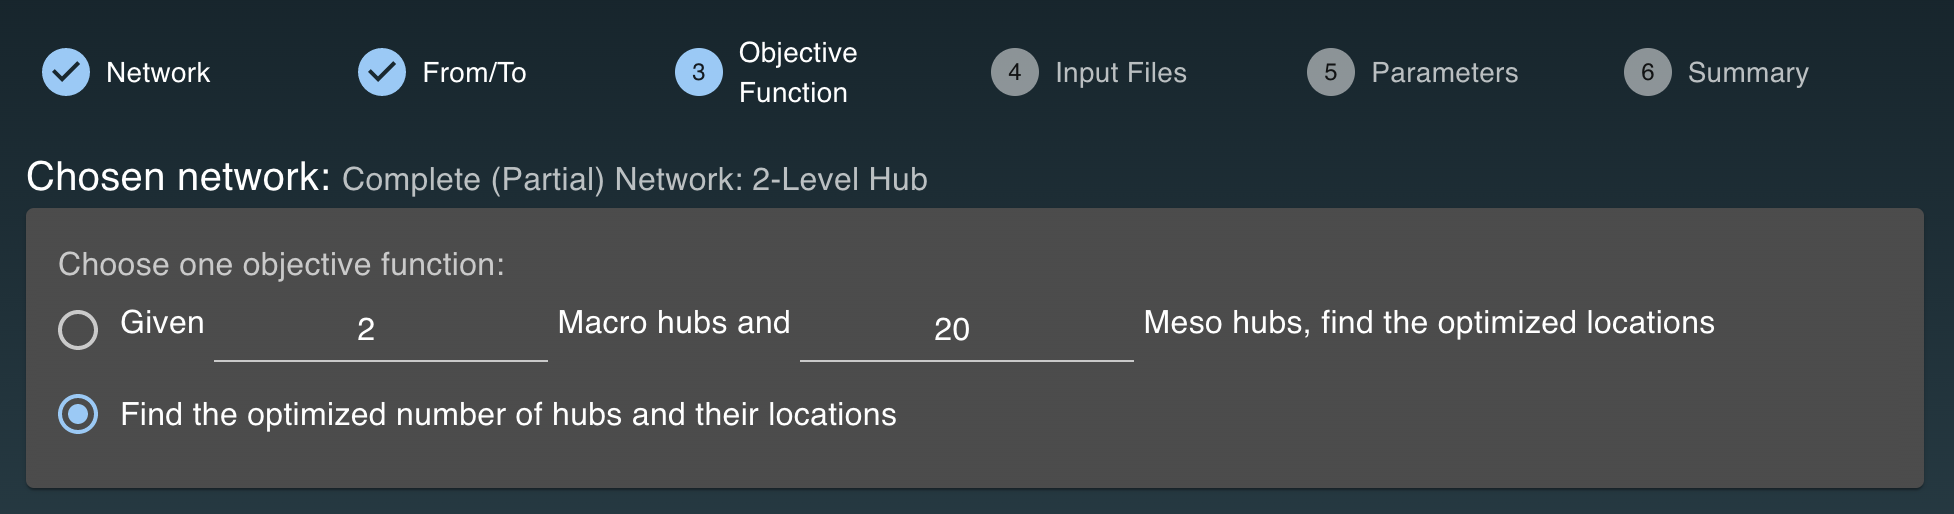 Network
From/To
3 Objective Function
4 Input Files
5 Parameters
6 Summary
Chosen network: Complete (Partial) Network: 2-Level Hub
Choose one objective function:
Given 2 Macro hubs and 20 Meso hubs, find the optimized locations
Find the optimized number of hubs and their locations